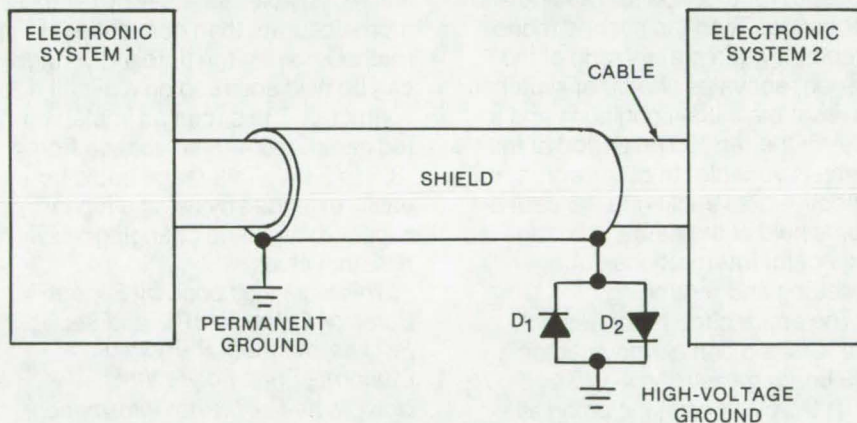 ELECTRONIC
SYSTEM 1
ELECTRONIC
SYSTEM 2
CABLE
SHIELD
PERMANENT
GROUND
D1
D2
HIGH-VOLTAGE
GROUND